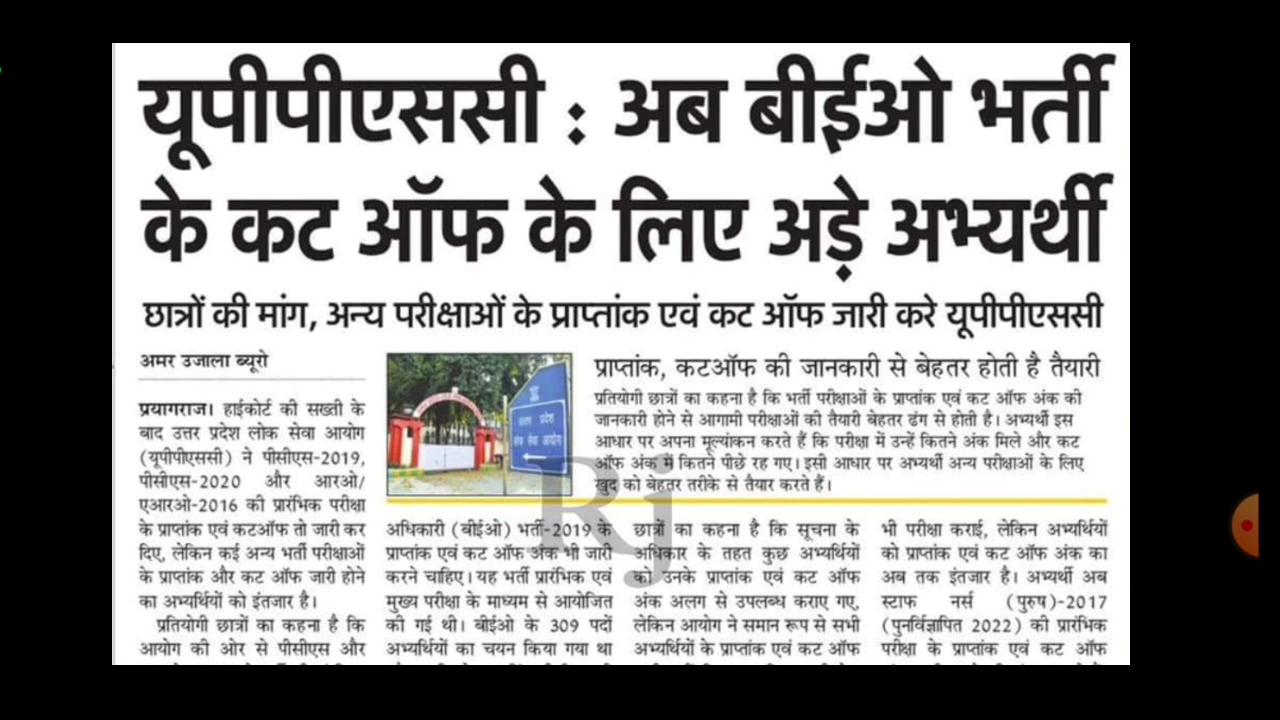 यूपीपीएससी : अब बीईओ भर्ती
के कट ऑफ के लिए अड़े अभ्यर्थी
छात्रों की मांग, अन्य परीक्षाओं के प्राप्तांक एवं कट ऑफ जारी करे यूपीपीएससी
अमर उजाला ब्यूरो
प्रयागराज। हाईकोर्ट की सख्ती के
बाद उत्तर प्रदेश लोक सेवा आयोग
(यूपीपीएससी) ने पीसीएस-2019,
पीसीएस-2020 और आरओ/
एआरओ-2016 की प्रारंभिक परीक्षा
के प्राप्तांक एवं कटऑफ तो जारी कर
दिए, लेकिन कई अन्य भर्ती परीक्षाओं
के प्राप्तांक और कट ऑफ जारी होने
का अभ्यर्थियों को इंतजार है।
प्रतियोगी छात्रों का कहना है कि
आयोग की ओर से पीसीएस और
उत्तर प्रदेश
लोक सेवा आयोग
प्राप्तांक, कटऑफ की जानकारी से बेहतर होती है तैयारी
प्रतियोगी छात्रों का कहना है कि भर्ती परीक्षाओं के प्राप्तांक एवं कट ऑफ अंक की
जानकारी होने से आगामी परीक्षाओं की तैयारी बेहतर ढंग से होती है। अभ्यर्थी इस
आधार पर अपना मूल्यांकन करते हैं कि परीक्षा में उन्हें कितने अंक मिले और कट
ऑफ अंक में कितने पीछे रह गए। इसी आधार पर अभ्यर्थी अन्य परीक्षाओं के लिए
खुद को बेहतर तरीके से तैयार करते हैं।
Rj
अधिकारी (बीईओ) भर्ती-2019 के
प्राप्तांक एवं कट ऑफ अंक भी जारी
करने चाहिए। यह भर्ती प्रारंभिक एवं
मुख्य परीक्षा के माध्यम से आयोजित
की गई थी। बीईओ के 309 पदों
अभ्यर्थियों का चयन किया गया था
छात्रों का कहना है कि सूचना के
अधिकार के तहत कुछ अभ्यर्थियों
को उनके प्राप्तांक एवं कट ऑफ
अंक अलग से उपलब्ध कराए गए,
लेकिन आयोग ने समान रूप से सभी
अभ्यर्थियों के प्राप्तांक एवं कट ऑफ
भी परीक्षा कराई, लेकिन अभ्यर्थियों
को प्राप्तांक एवं कट ऑफ अंक का
अब तक इंतजार है। अभ्यर्थी अब
स्टाफ नर्स (पुरुष)-2017
(पुनर्विज्ञापित 2022) की प्रारंभिक
परीक्षा के प्राप्तांक एवं कट ऑफ